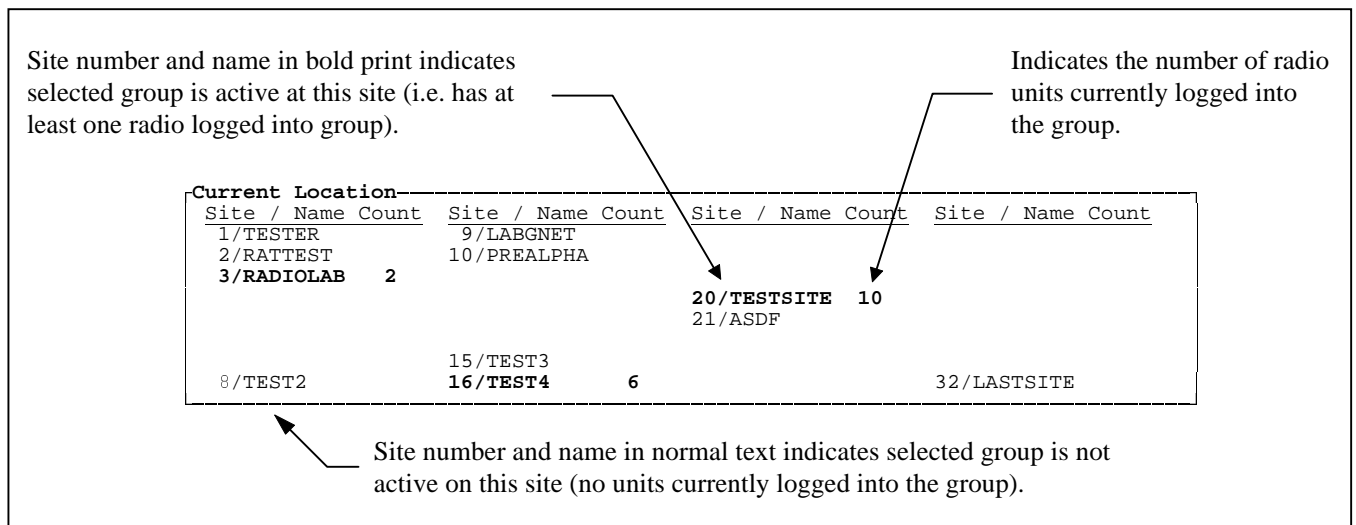 Site number and name in bold print indicates
selected group is active at this site (i.e. has at
least one radio logged into group).
Indicates the number of radio
units currently logged into
the group.
Current Location
Site / Name Count Site / Name Count Site / Name Count Site / Name Count
1/TESTER 9/LABGNET
2/RATTEST 10/PREALPHA
3/RADIOLAB 2
20/TESTSITE 10
21/ASDF
15/TEST3
8/TEST2 16/TEST4 6 32/LASTSITE
Site number and name in normal text indicates selected group is not
active on this site (no units currently logged into the group).